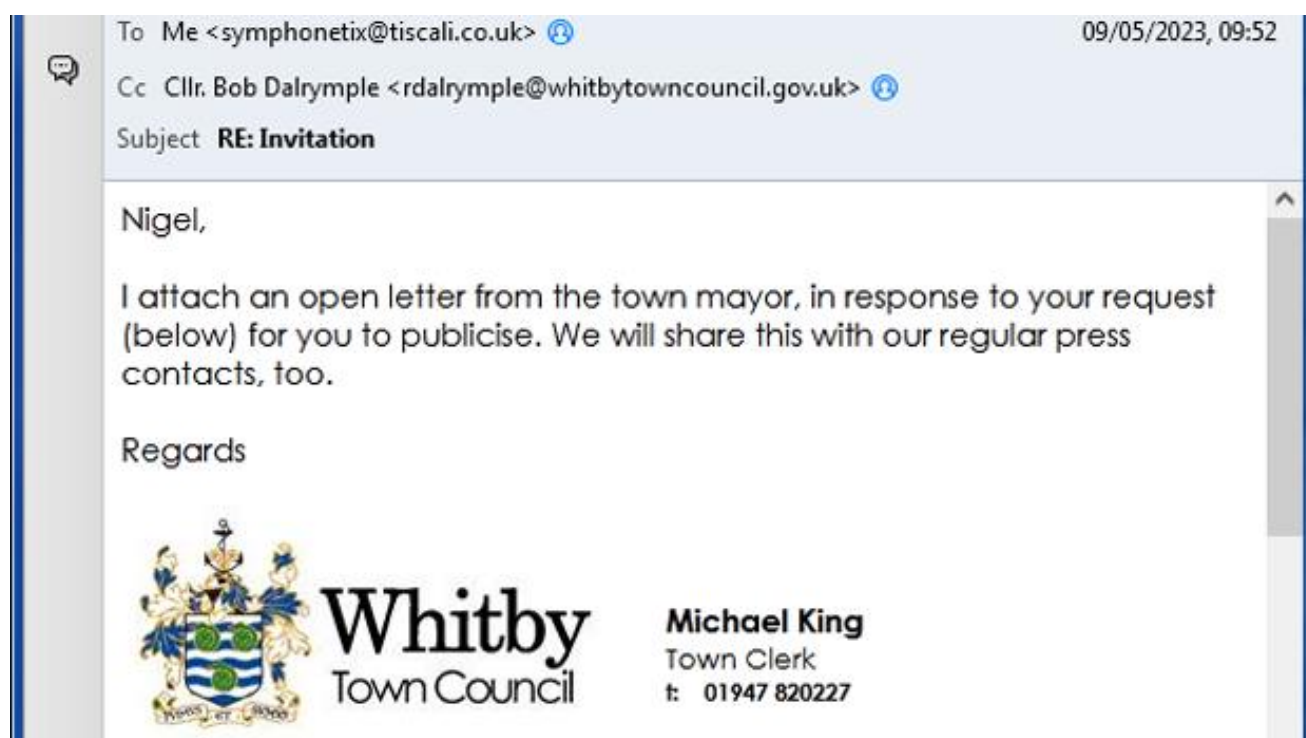 To Me <symphonetix@tiscali.co.uk> 09/05/2023, 09:52
Cc Cllr. Bob Dalrymple <rdalrymple@whitbytowncouncil.gov.uk>
Subject RE: Invitation
Nigel,
I attach an open letter from the town mayor, in response to your request
(below) for you to publicise. We will share this with our regular press
contacts, too.
Regards
Whitby
Town Council
Michael King
Town Clerk
t: 01947 820227